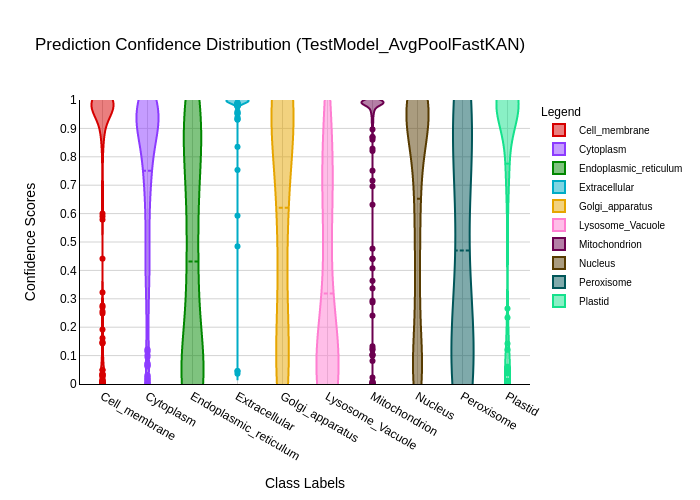 Prediction Confidence Distribution (TestModel_AvgPoolFastKAN)
Confidence Scores
1
0.9
0.8
0.7
0.6
0.5
0.4
0.3
0.2
0.1
0
Cell_membrane
Cytoplasm
Endoplasmic_reticulum
Extracellular
Golgi_apparatus
Lysosome_Vacuole
Mitochondrion
Nucleus
Peroxisome
Plastid
Class Labels
Legend
Cell_membrane
Cytoplasm
Endoplasmic_reticulum
Extracellular
Golgi_apparatus
Lysosome_Vacuole
Mitochondrion
Nucleus
Peroxisome
Plastid